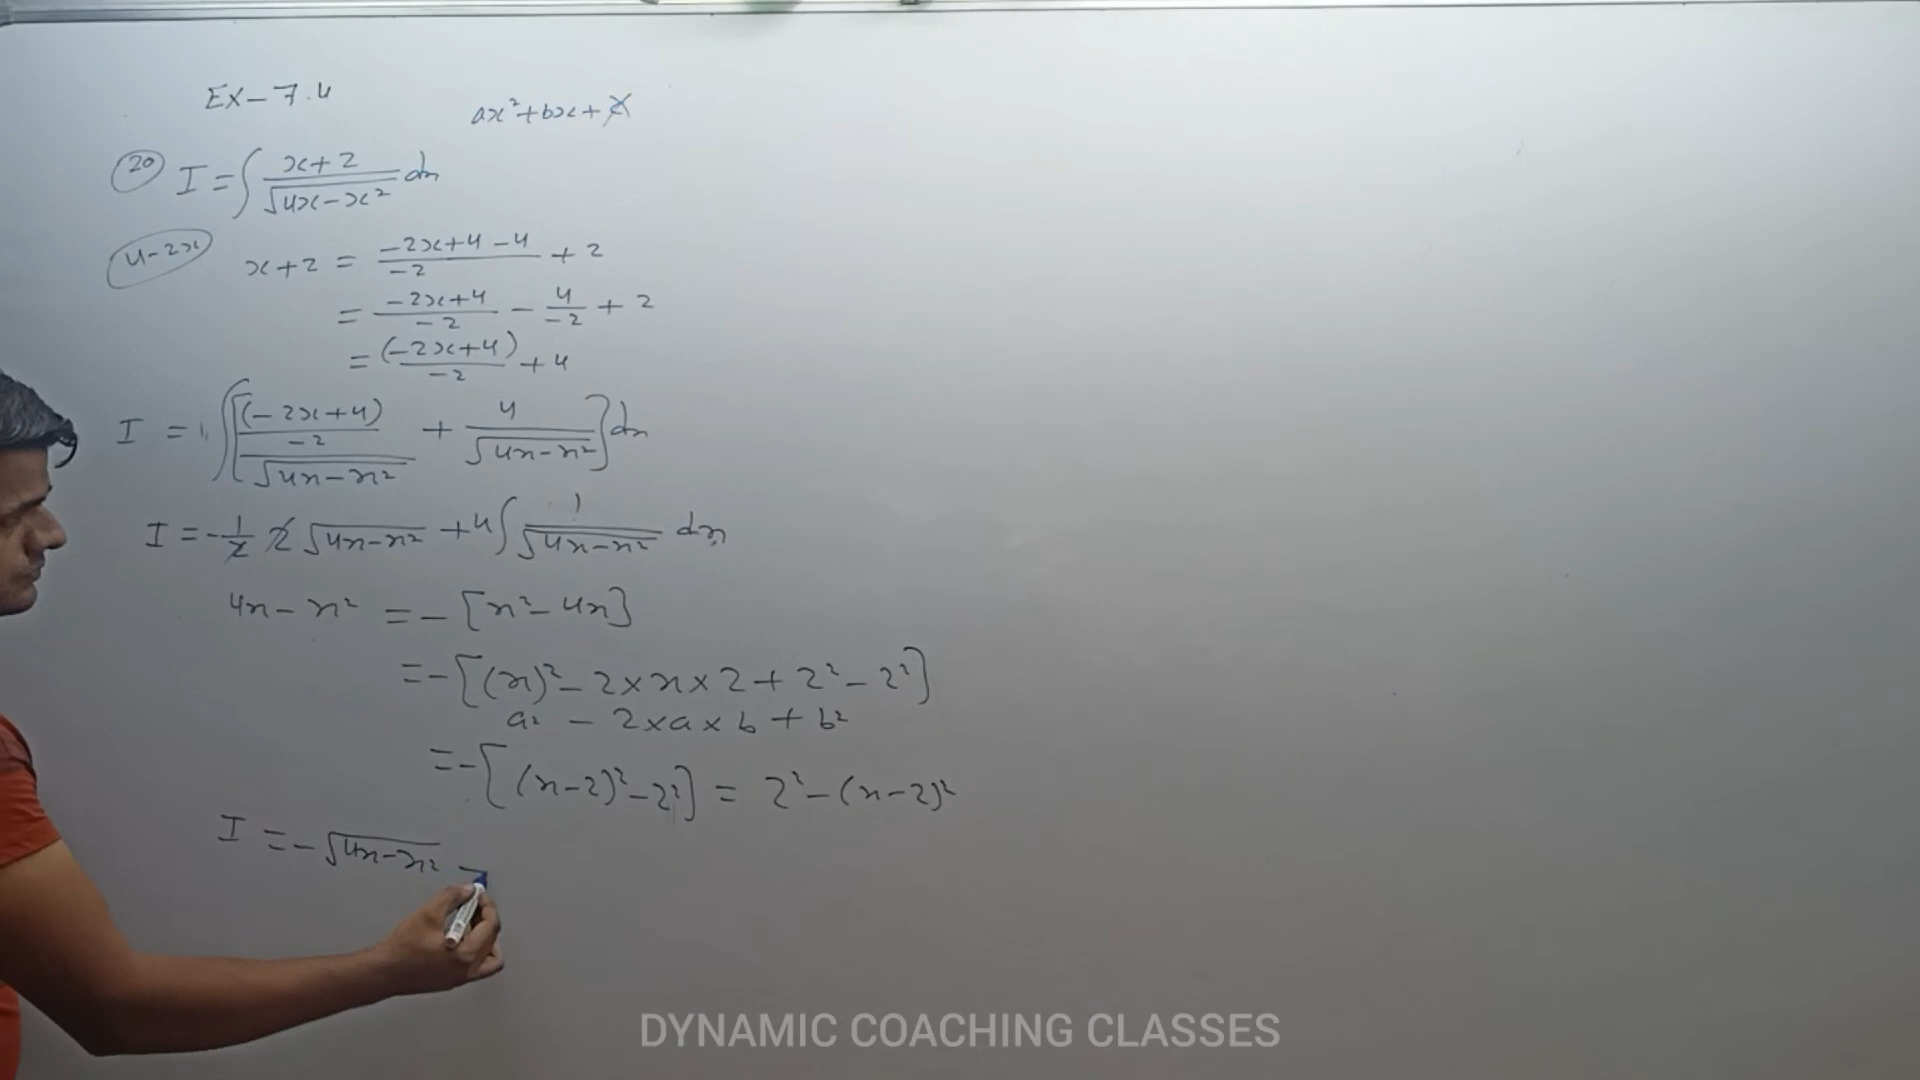 EX-7.4
ax²+bx+c
(20) I = ∫ x+2 / √4x-x² dx
4-2x
x+2 = -2x+4-4 / -2 + 2
= -2x+4 / -2 - 4 / -2 + 2
= (-2x+4) / -2 + 4
I = ∫ [ (-2x+4) / -2 / √4x-x² + 4 / √4x-x² ] dx
I = -1/2 2 √4x-x² + 4 ∫ 1 / √4x-x² dx
4x-x² = -[x²-4x]
= -[(x)²-2×x×2+2²-2²]
a² - 2×a×b + b²
= -[(x-2)²-2²] = 2²-(x-2)²
I = -√4x-x²
DYNAMIC COACHING CLASSES